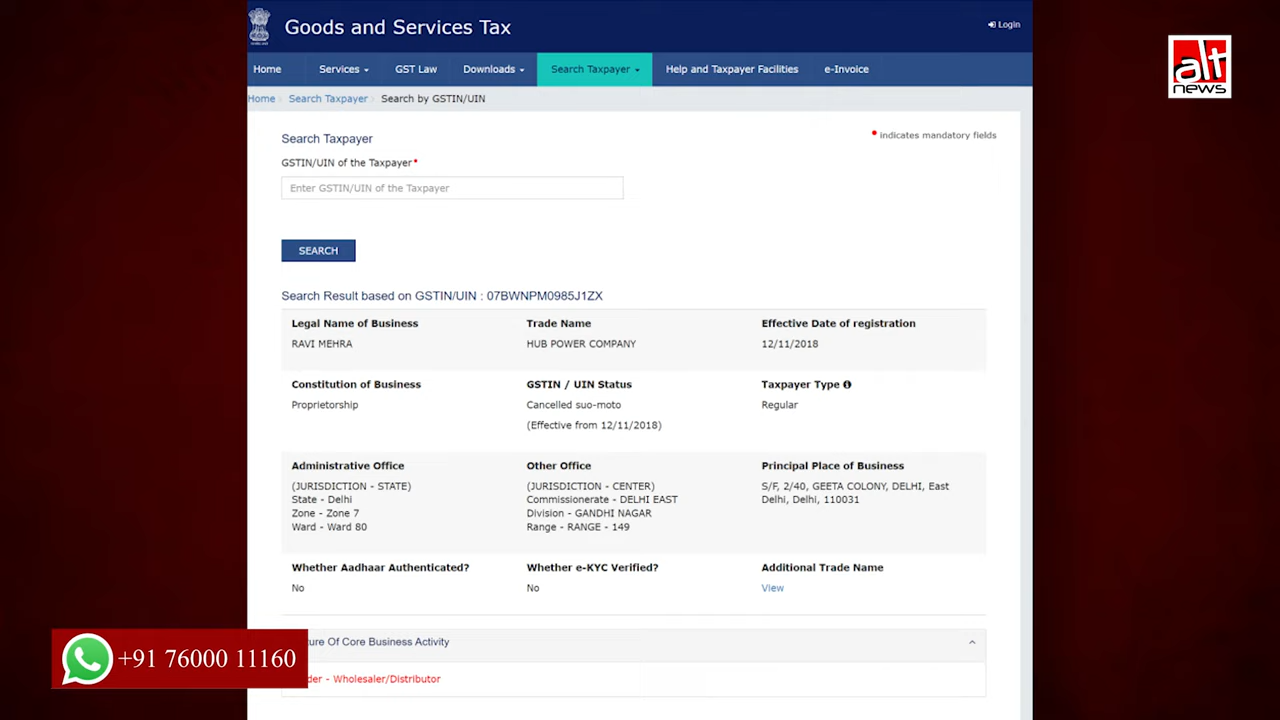 Goods and Services Tax
Login
Home Services GST Law Downloads Search Taxpayer Help and Taxpayer Facilities e-Invoice
Home Search Taxpayer Search by GSTIN/UIN
alt
news
Search Taxpayer
• indicates mandatory fields
GSTIN/UIN of the Taxpayer•
Enter GSTIN/UIN of the Taxpayer
SEARCH
Search Result based on GSTIN/UIN : 07BWNPM0985J1ZX
Legal Name of Business Trade Name Effective Date of registration
RAVI MEHRA HUB POWER COMPANY 12/11/2018
Constitution of Business GSTIN / UIN Status Taxpayer Type
Proprietorship Cancelled suo-moto Regular
(Effective from 12/11/2018)
Administrative Office Other Office Principal Place of Business
(JURISDICTION - STATE) (JURISDICTION - CENTER) S/F, 2/40, GEETA COLONY, DELHI, East
State - Delhi Commissionerate - DELHI EAST Delhi, Delhi, 110031
Zone - Zone 7 Division - GANDHI NAGAR
Ward - Ward 80 Range - RANGE - 149
Whether Aadhaar Authenticated? Whether e-KYC Verified? Additional Trade Name
No No View
Of Core Business Activity
- Wholesaler/Distributor
+91 76000 11160